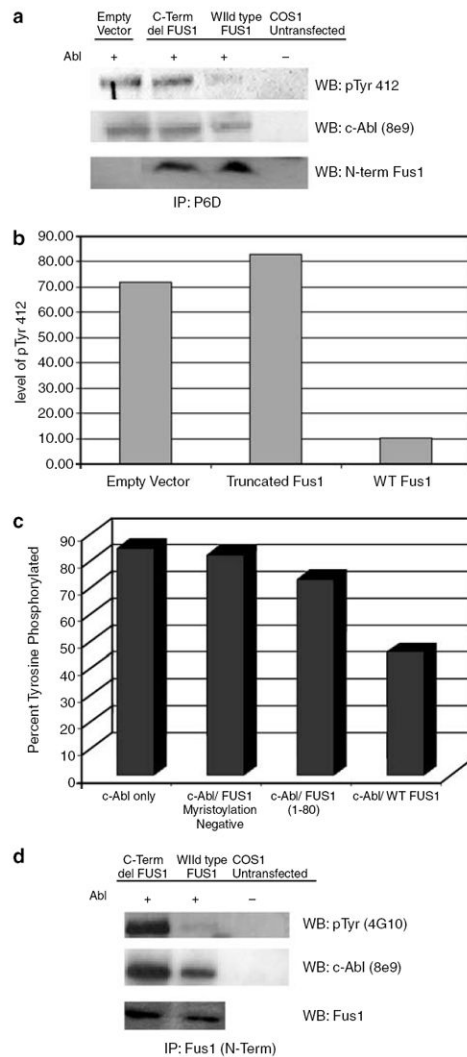 a
Empty Vector
C-Term del FUS1
WIld type FUS1
COS1 Untransfected
Abl + + + –
WB: pTyr 412
WB: c-Abl (8e9)
WB: N-term Fus1
IP: P6D
b
level of pTyr 412
90.00
80.00
70.00
60.00
50.00
40.00
30.00
20.00
10.00
0.00
Empty Vector Truncated Fus1 WT Fus1
c
Percent Tyrosine Phosphorylated
90
80
70
60
50
40
30
20
10
0
c-Abl only
c-Abl/ FUS1 Myristoylation Negative
c-Abl/ FUS1 (1-80)
c-Abl/ WT FUS1
d
C-Term del FUS1
WIld type FUS1
COS1 Untransfected
Abl + + –
WB: pTyr (4G10)
WB: c-Abl (8e9)
WB: Fus1
IP: Fus1 (N-Term)